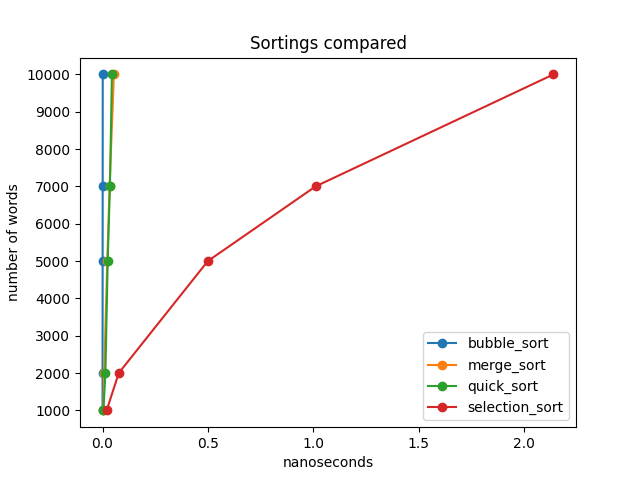 Sortings compared
10000
9000
8000
7000
6000
5000
4000
3000
2000
1000
number of words
0.0 0.5 1.0 1.5 2.0
nanoseconds
bubble_sort
merge_sort
quick_sort
selection_sort